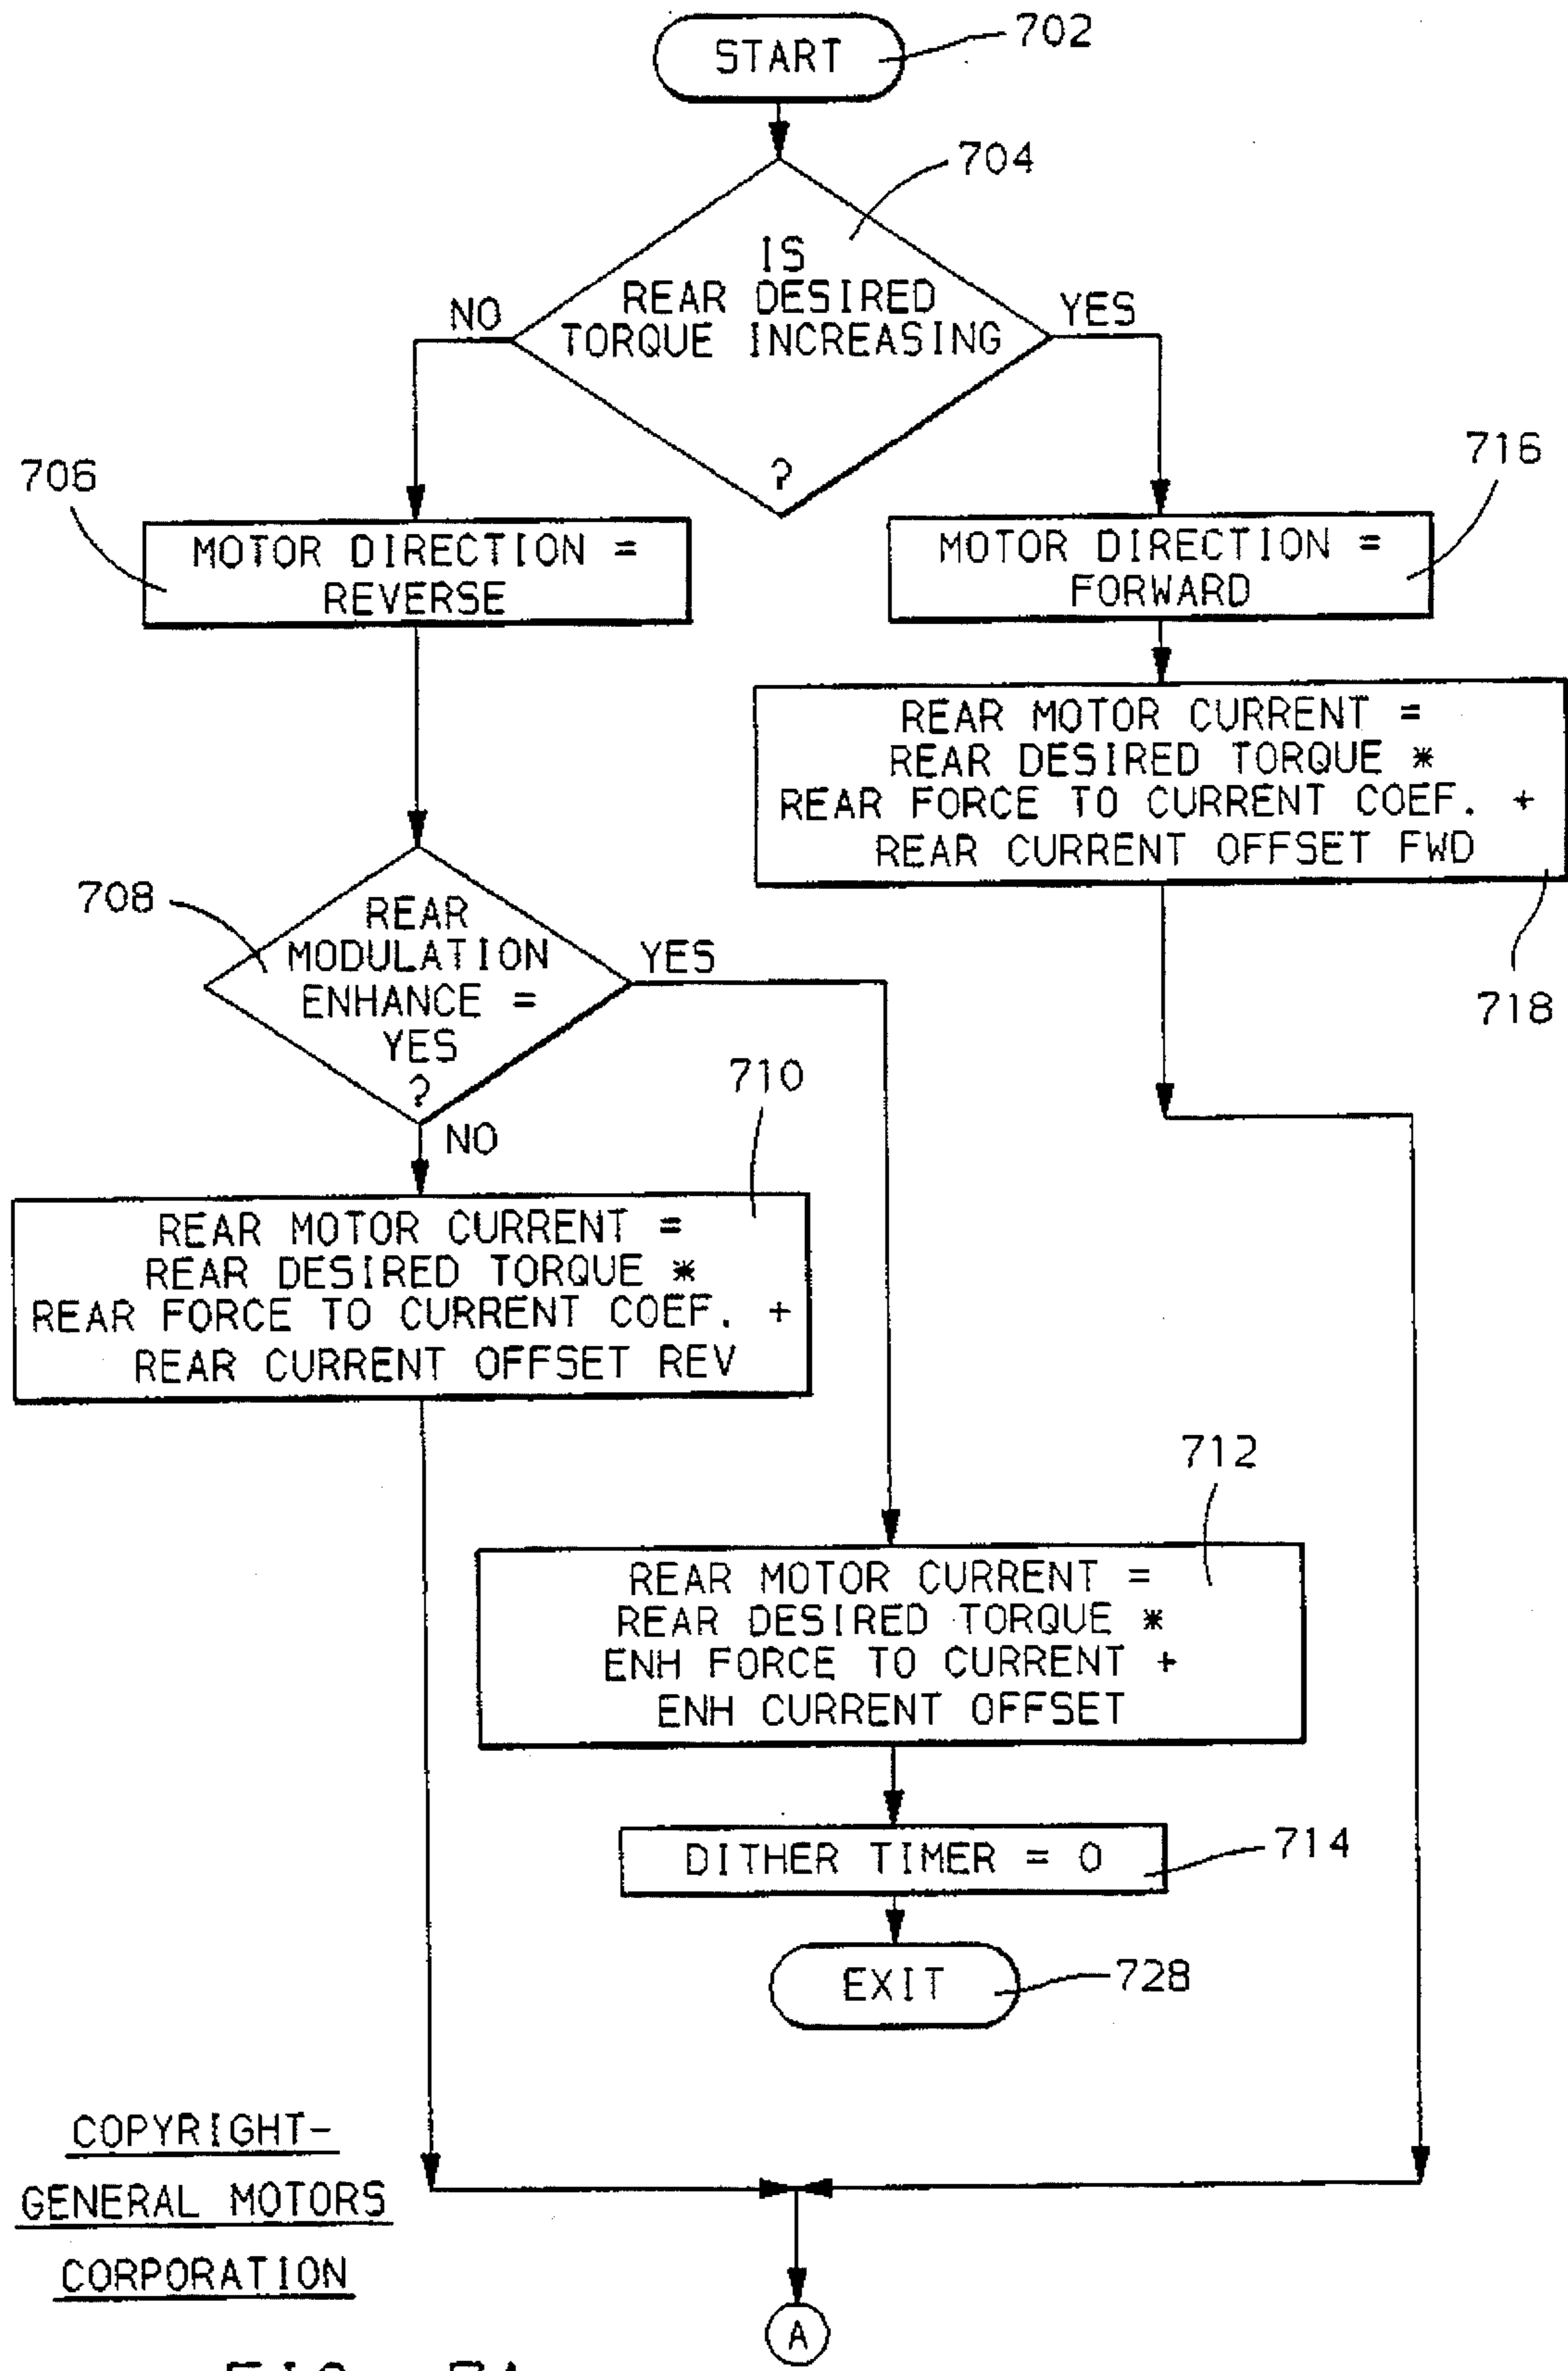 START
702
704
IS
REAR DESIRED
TORQUE INCREASING
?
NO
YES
706
716
MOTOR DIRECTION =
REVERSE
MOTOR DIRECTION =
FORWARD
REAR MOTOR CURRENT =
REAR DESIRED TORQUE *
REAR FORCE TO CURRENT COEF. +
REAR CURRENT OFFSET FWD
718
708
REAR
MODULATION
ENHANCE =
YES
?
YES
NO
710
REAR MOTOR CURRENT =
REAR DESIRED TORQUE *
REAR FORCE TO CURRENT COEF. +
REAR CURRENT OFFSET REV
712
REAR MOTOR CURRENT =
REAR DESIRED TORQUE *
ENH FORCE TO CURRENT +
ENH CURRENT OFFSET
DITHER TIMER = 0
714
EXIT
728
COPYRIGHT-
GENERAL MOTORS
CORPORATION
A